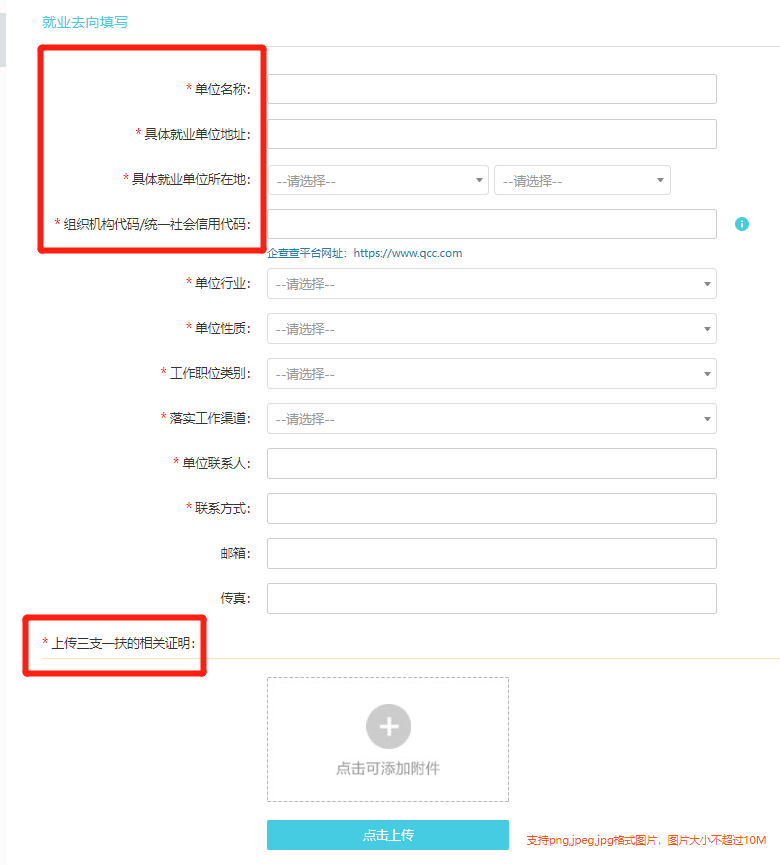 就业去向填写
* 单位名称:
* 具体就业单位地址:
* 具体就业单位所在地: --请选择-- --请选择--
* 组织机构代码/统一社会信用代码:
企查查平台网址: https://www.qcc.com
* 单位行业: --请选择--
* 单位性质: --请选择--
* 工作职位类别: --请选择--
* 落实工作渠道: --请选择--
* 单位联系人:
* 联系方式:
邮箱:
传真:
* 上传三支一扶的相关证明:
点击可添加附件
点击上传 支持png,jpeg,jpg格式图片，图片大小不超过10M